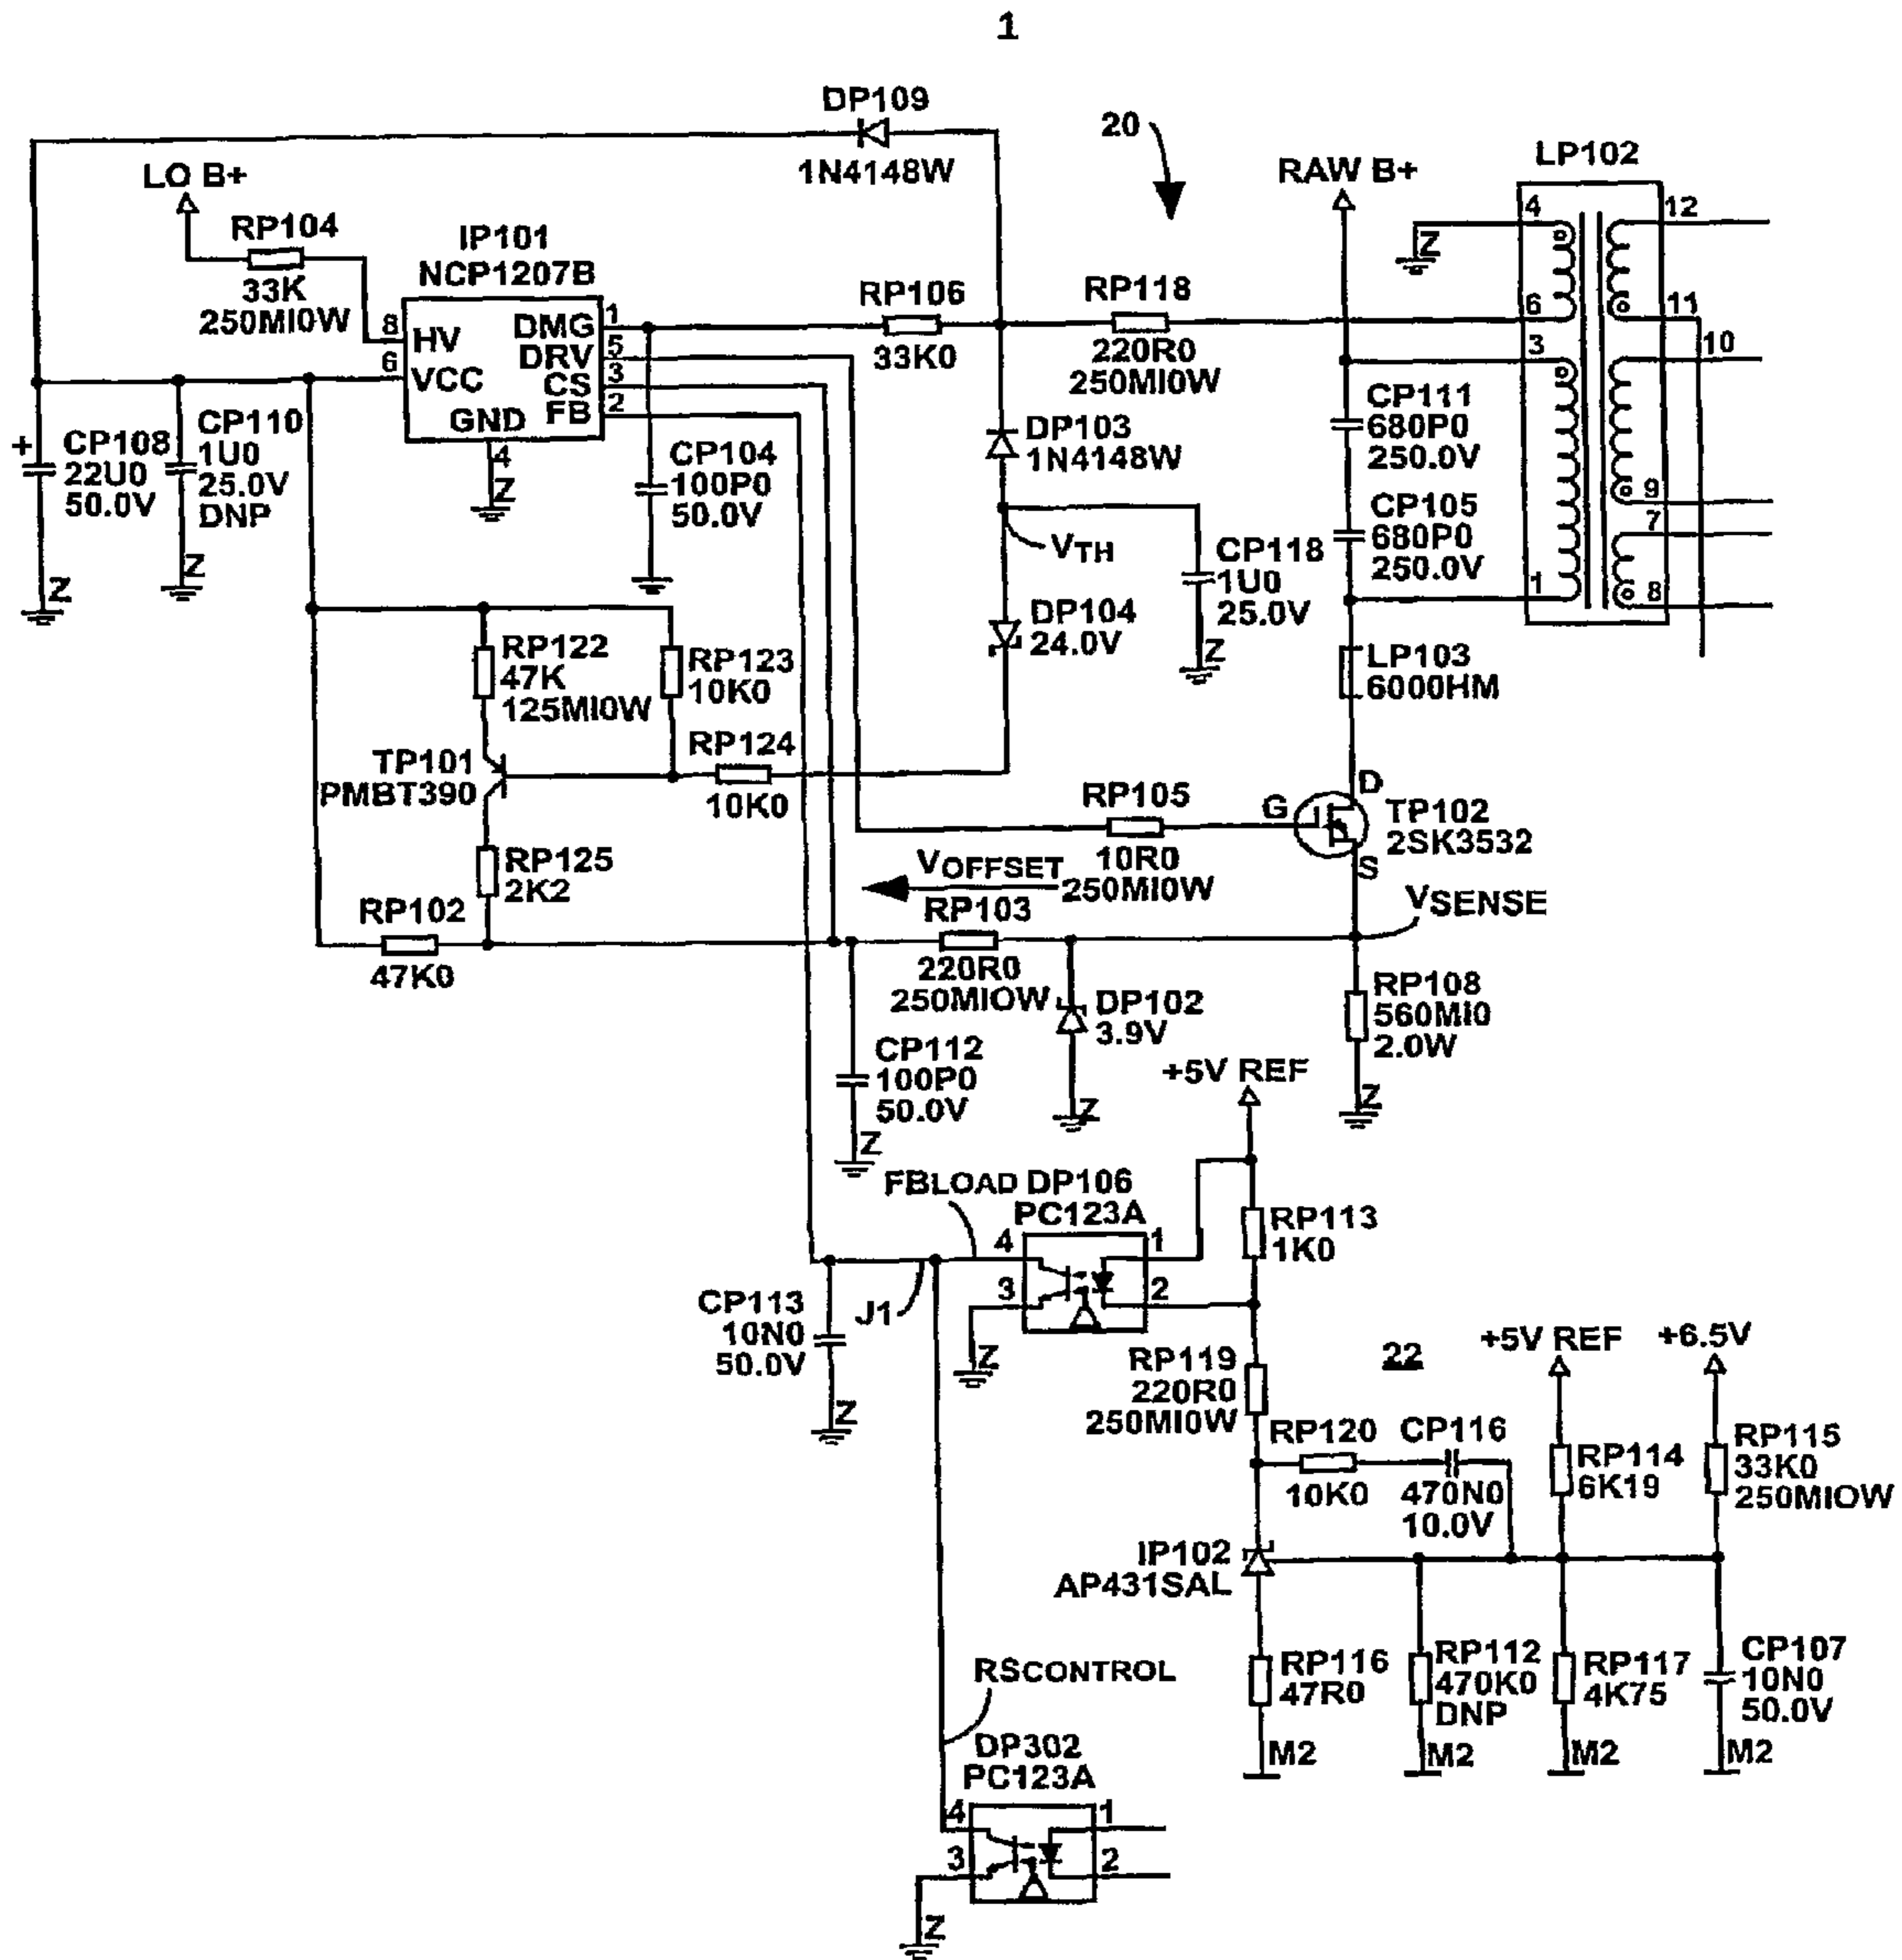 1
DP109
1N4148W
20
LP102
LO B+
RP104
33K
250MI0W
IP101
NCP1207B
8
HV
6
VCC
GND
4
Z
DMG
1
DRV
5
CS
3
FB
2
RP106
33K0
RP118
220R0
250MI0W
RAW B+
4
Z
6
3
1
12
11
10
9
7
8
CP111
680P0
250.0V
CP105
680P0
250.0V
+
CP108
22U0
50.0V
Z
CP110
1U0
25.0V
DNP
Z
CP104
100P0
50.0V
DP103
1N4148W
VTH
CP118
1U0
25.0V
Z
DP104
24.0V
LP103
6000HM
RP122
47K
125MI0W
RP123
10K0
TP101
PMBT390
RP124
10K0
RP105
10R0
250MI0W
G
D
S
TP102
2SK3532
RP125
2K2
VOFFSET
VSENSE
RP102
47K0
RP103
220R0
250MIOW
DP102
3.9V
Z
RP108
560MI0
2.0W
Z
CP112
100P0
50.0V
Z
+5V REF
FBLOAD
DP106
PC123A
4
3
1
2
Z
RP113
1K0
CP113
10N0
50.0V
Z
J1
RP119
220R0
250MI0W
22
+5V REF
+6.5V
RP120
10K0
CP116
470N0
10.0V
RP114
6K19
RP115
33K0
250MIOW
IP102
AP431SAL
RP116
47R0
M2
RP112
470K0
DNP
M2
RP117
4K75
M2
CP107
10N0
50.0V
M2
RSCONTROL
DP302
PC123A
4
3
1
2
Z